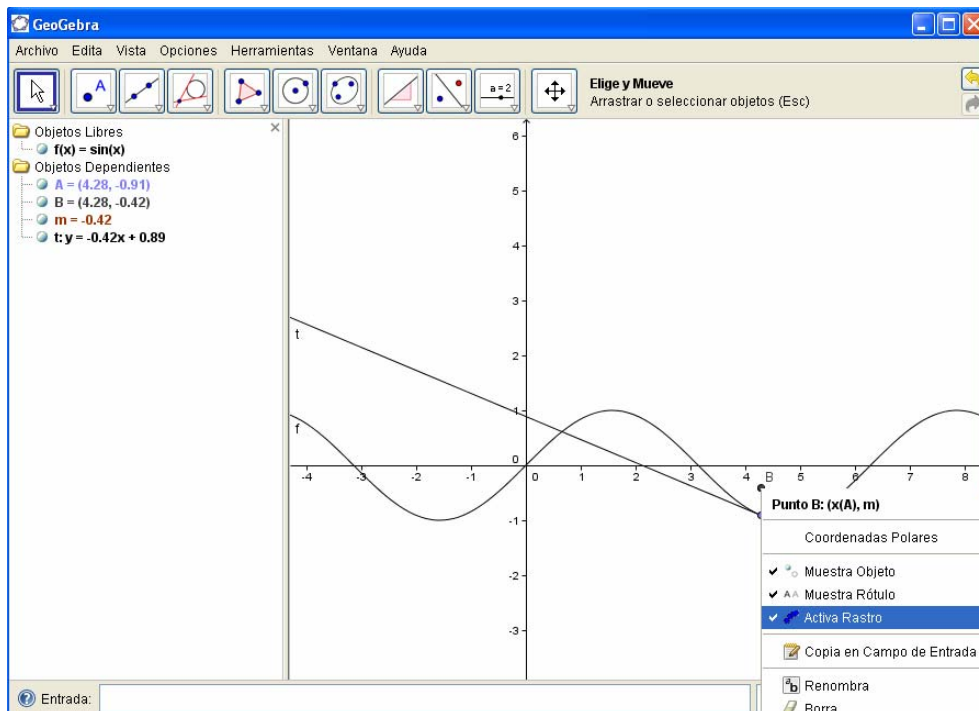 GeoGebra
Archivo Edita Vista Opciones Herramientas Ventana Ayuda
A
a = 2
Elige y Mueve
Arrastrar o seleccionar objetos (Esc)
Objetos Libres
f(x) = sin(x)
Objetos Dependientes
A = (4.28, -0.91)
B = (4.28, -0.42)
m = -0.42
t: y = -0.42x + 0.89
6
5
4
3
2
1
0
-1
-2
-3
t
f
-4 -3 -2 -1 0 1 2 3 4 B 5 6 7 8
Punto B: (x(A), m)
Coordenadas Polares
Muestra Objeto
AA Muestra Rótulo
Activa Rastro
Copia en Campo de Entrada
ab Renombra
Borra
Entrada: